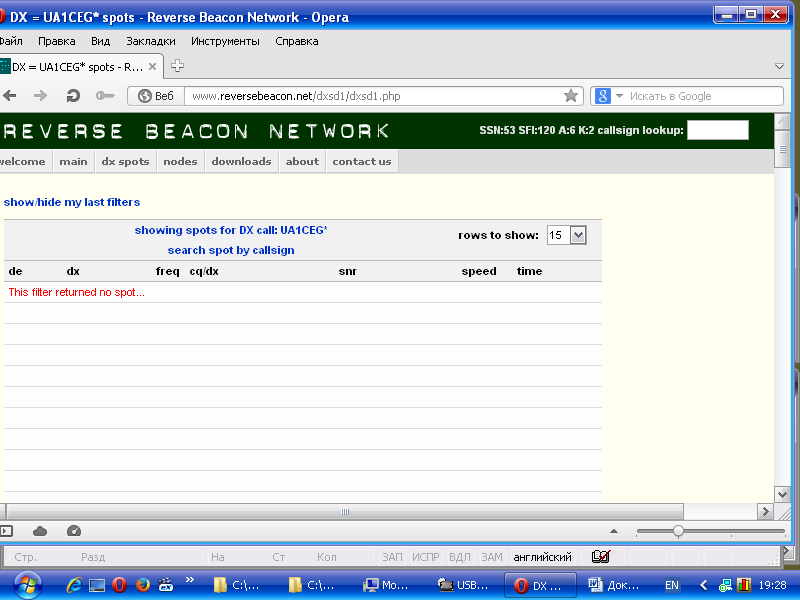 DX = UA1CEG* spots - Reverse Beacon Network - Opera
Файл Правка Вид Закладки Инструменты Справка
DX = UA1CEG* spots - R...
Веб www.reversebeacon.net/dxsd1/dxsd1.php Искать в Google
REVERSE BEACON NETWORK SSN:53 SFI:120 A:6 K:2 callsign lookup:
welcome main dx spots nodes downloads about contact us
show/hide my last filters
showing spots for DX call: UA1CEG* rows to show: 15
search spot by callsign
de dx freq cq/dx snr speed time
This filter returned no spot...
Стр. Разд На Ст Кол ЗАП ИСПР ВДЛ ЗАМ английский
C:\... C:\... Мо... USB... DX ... Док... EN 19:28